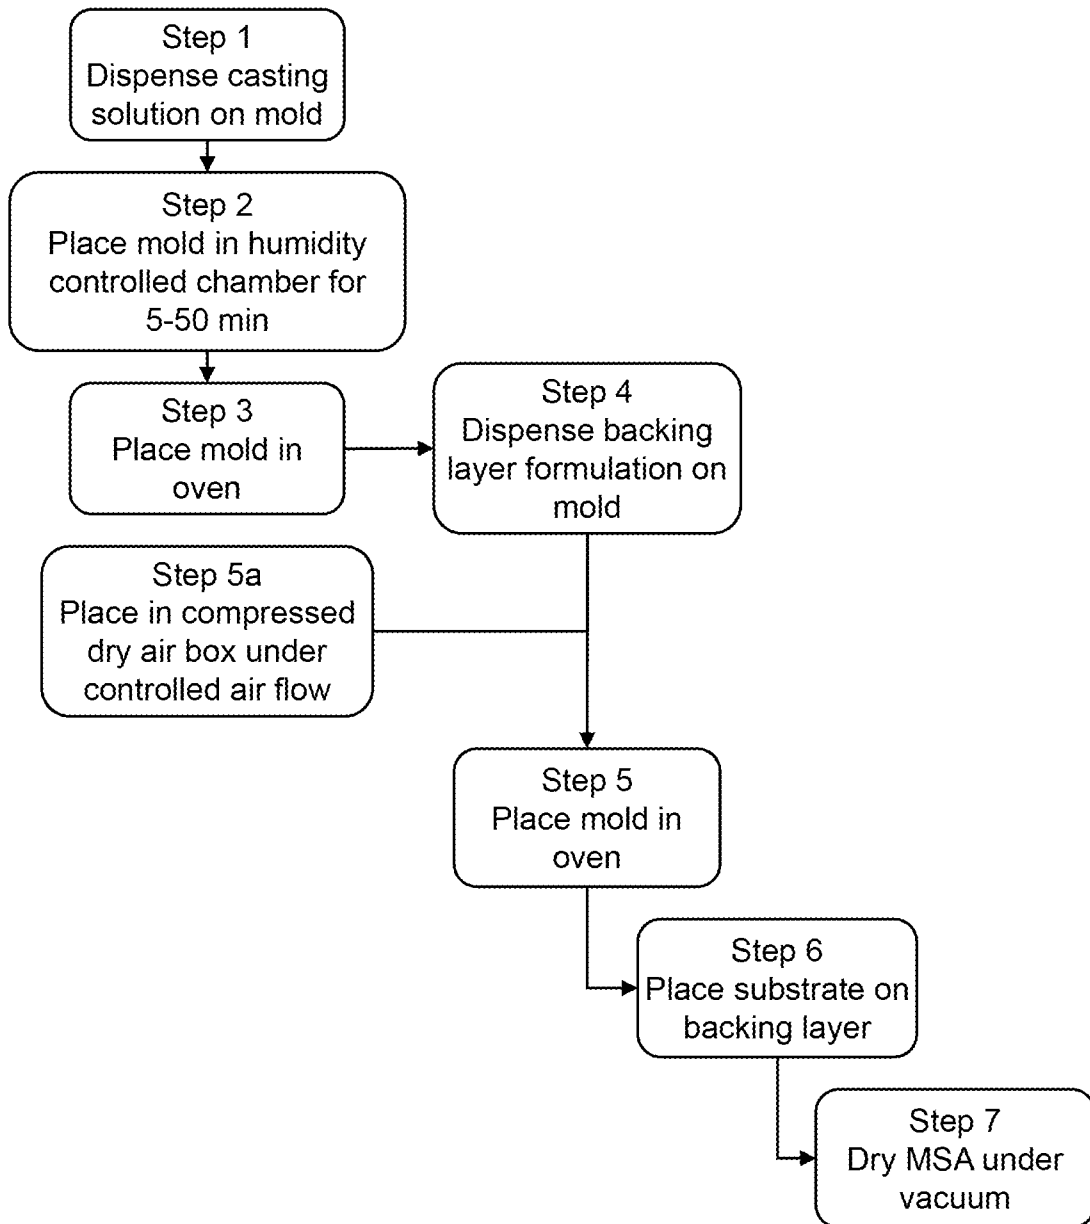 Step 1
Dispense casting
solution on mold
Step 2
Place mold in humidity
controlled chamber for
5-50 min
Step 3
Place mold in
oven
Step 4
Dispense backing
layer formulation on
mold
Step 5a
Place in compressed
dry air box under
controlled air flow
Step 5
Place mold in
oven
Step 6
Place substrate on
backing layer
Step 7
Dry MSA under
vacuum